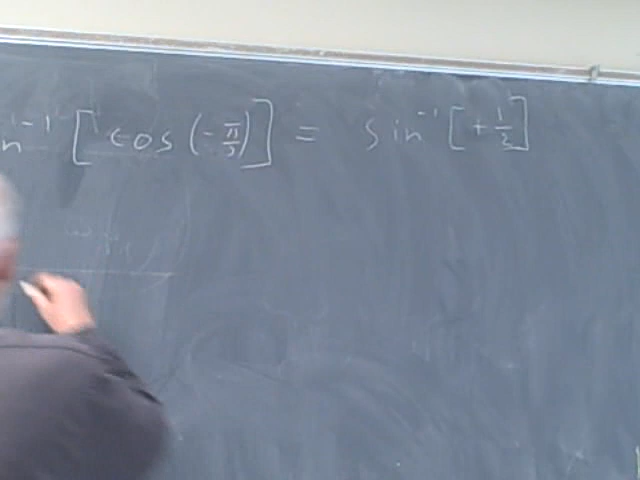 n⁻¹ [cos(-π/3)] = sin⁻¹ [+1/2]